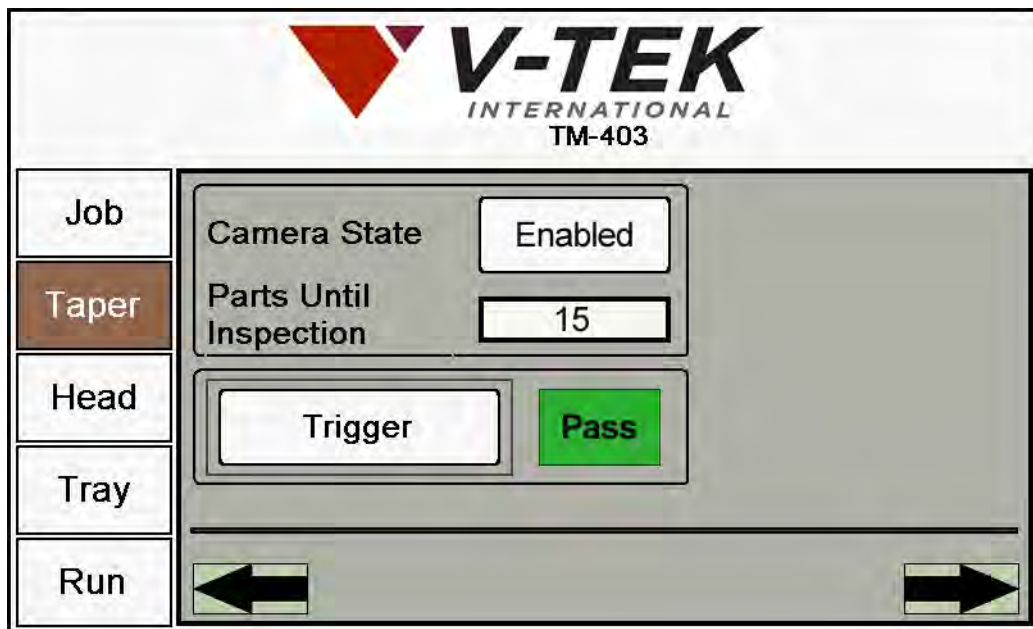 V-TEK
INTERNATIONAL
TM-403
Job
Taper
Head
Tray
Run
Camera State
Enabled
Parts Until
Inspection
15
Trigger
Pass